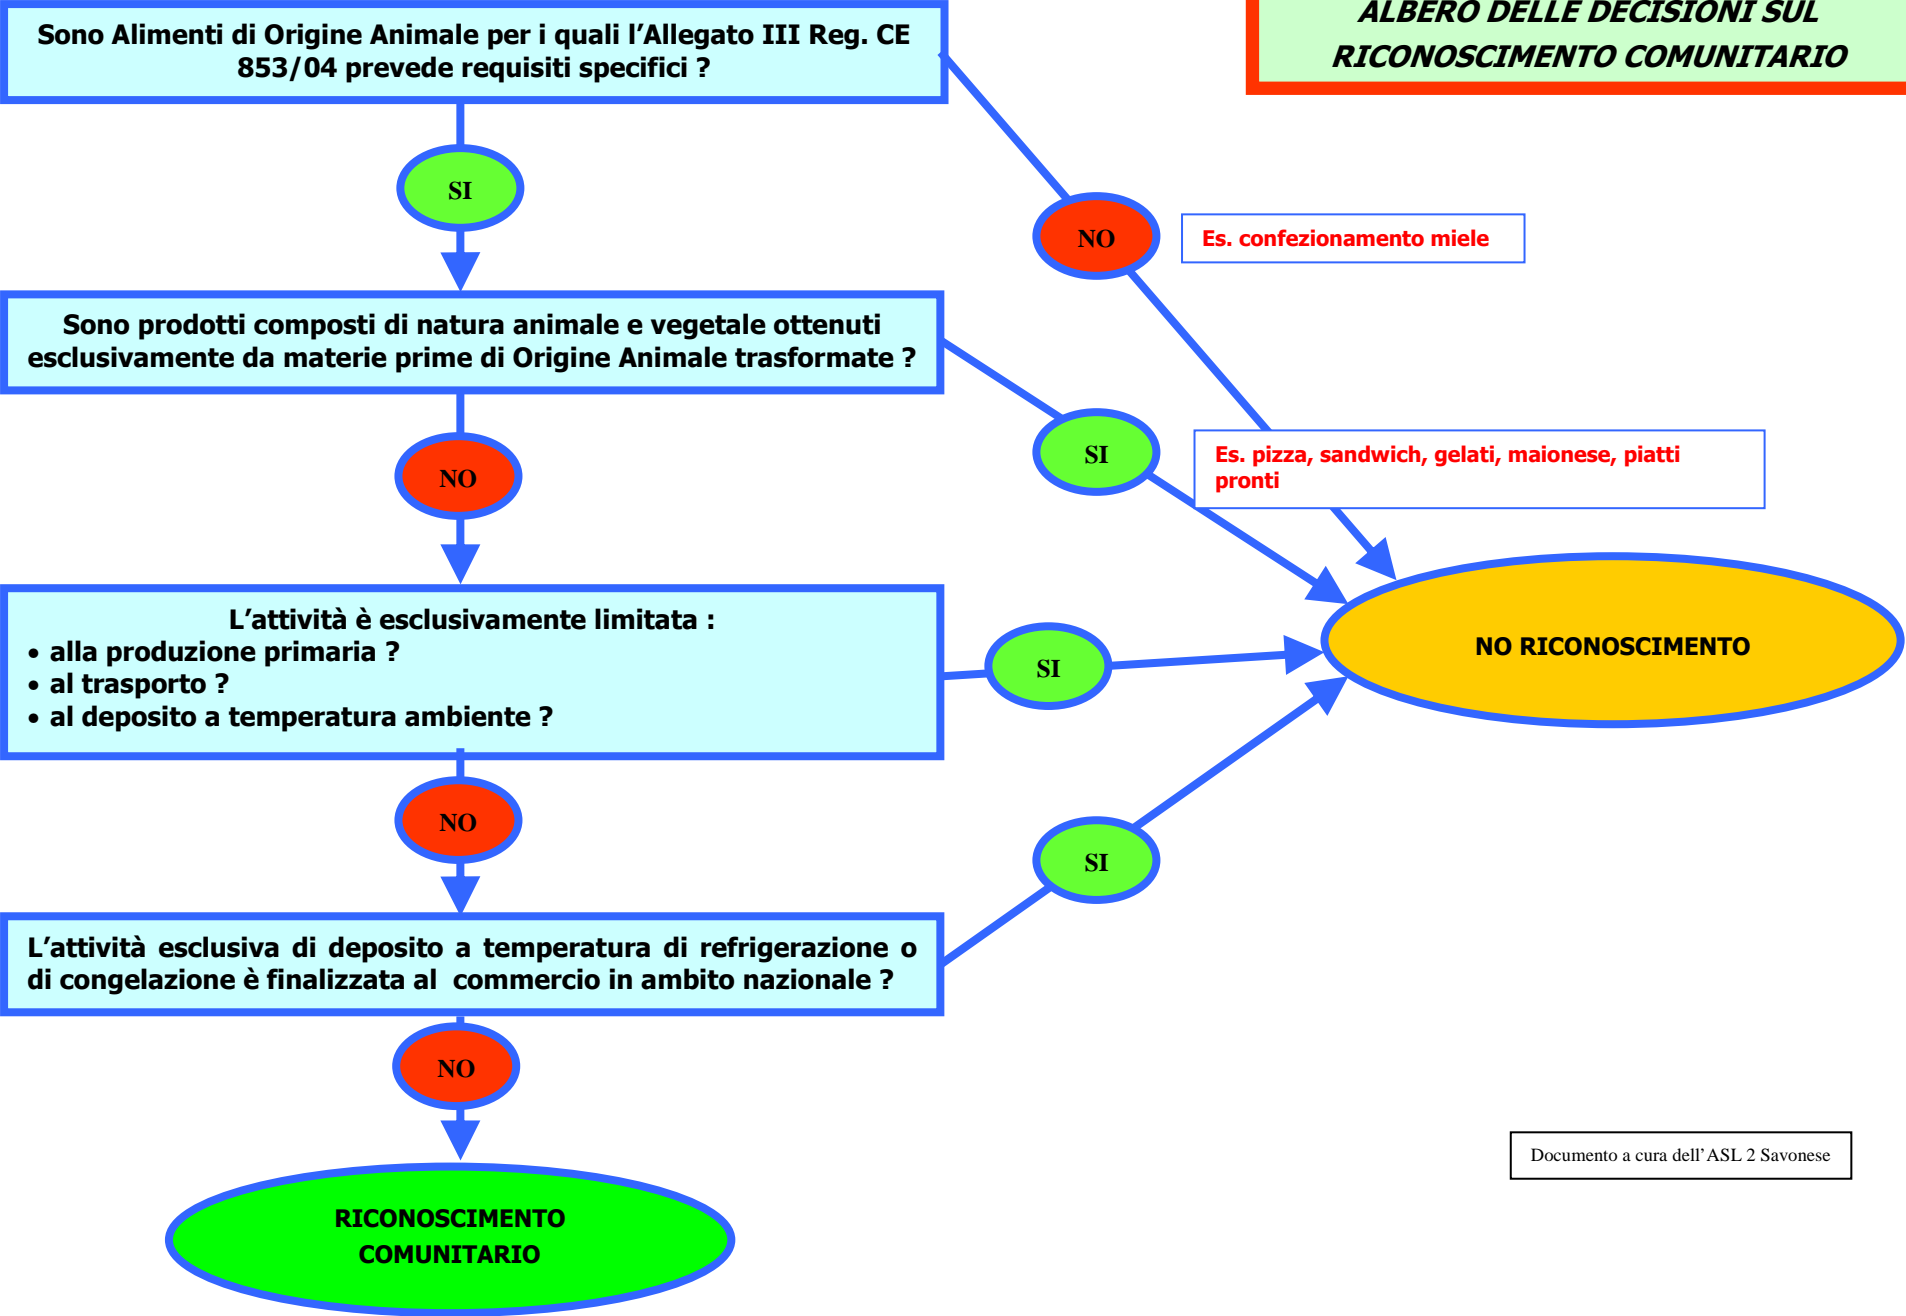 ALBERO DELLE DECISIONI SUL
RICONOSCIMENTO COMUNITARIO
Sono Alimenti di Origine Animale per i quali l’Allegato III Reg. CE
853/04 prevede requisiti specifici ?
SI
NO
Es. confezionamento miele
Sono prodotti composti di natura animale e vegetale ottenuti
esclusivamente da materie prime di Origine Animale trasformate ?
NO
SI
Es. pizza, sandwich, gelati, maionese, piatti
pronti
L’attività è esclusivamente limitata :
• alla produzione primaria ?
• al trasporto ?
• al deposito a temperatura ambiente ?
SI
NO RICONOSCIMENTO
NO
SI
L’attività esclusiva di deposito a temperatura di refrigerazione o
di congelazione è finalizzata al commercio in ambito nazionale ?
NO
RICONOSCIMENTO
COMUNITARIO
Documento a cura dell’ASL 2 Savonese